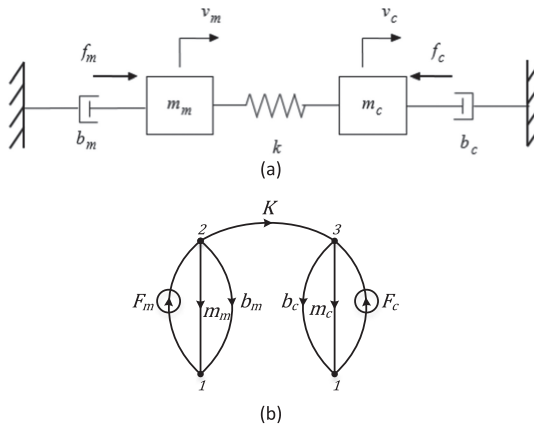 v_m v_c
f_m f_c
m_m m_c
b_m k b_c
(a)
K
2 3
F_m m_m b_m b_c m_c F_c
1 1
(b)